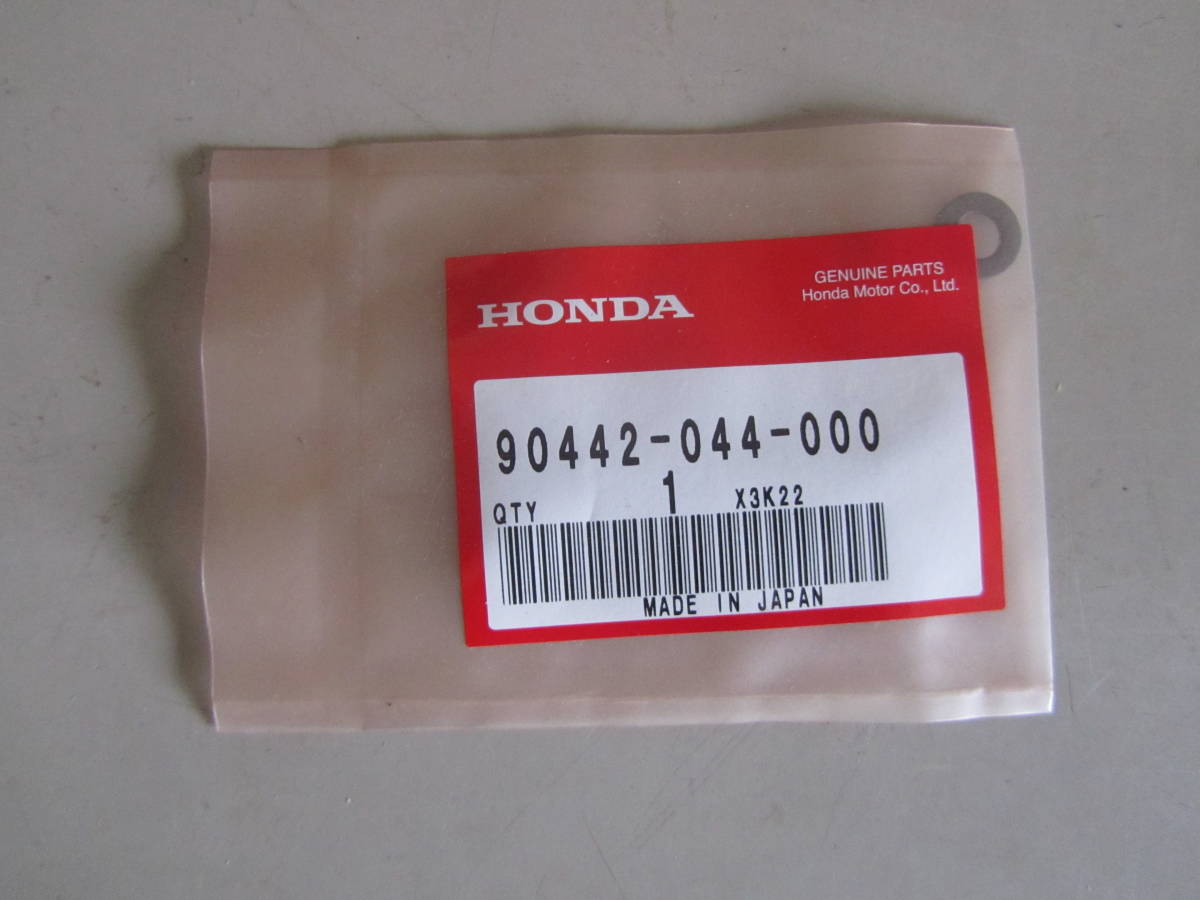 GENUINE PARTS
HONDA Honda Motor Co., Ltd.
90442-044-000
QTY 1 X3K22
MADE IN JAPAN